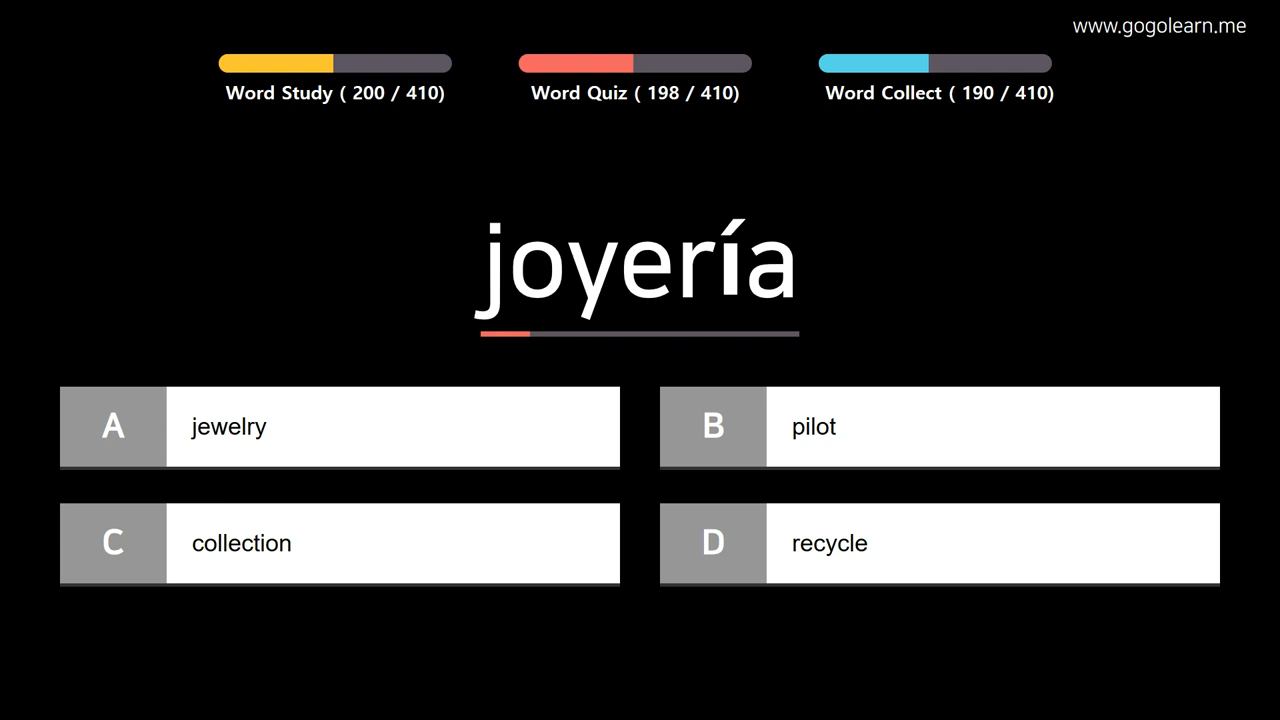 www.gogolearn.me
Word Study ( 200 / 410)
Word Quiz ( 198 / 410)
Word Collect ( 190 / 410)
joyería
A jewelry
B pilot
C collection
D recycle